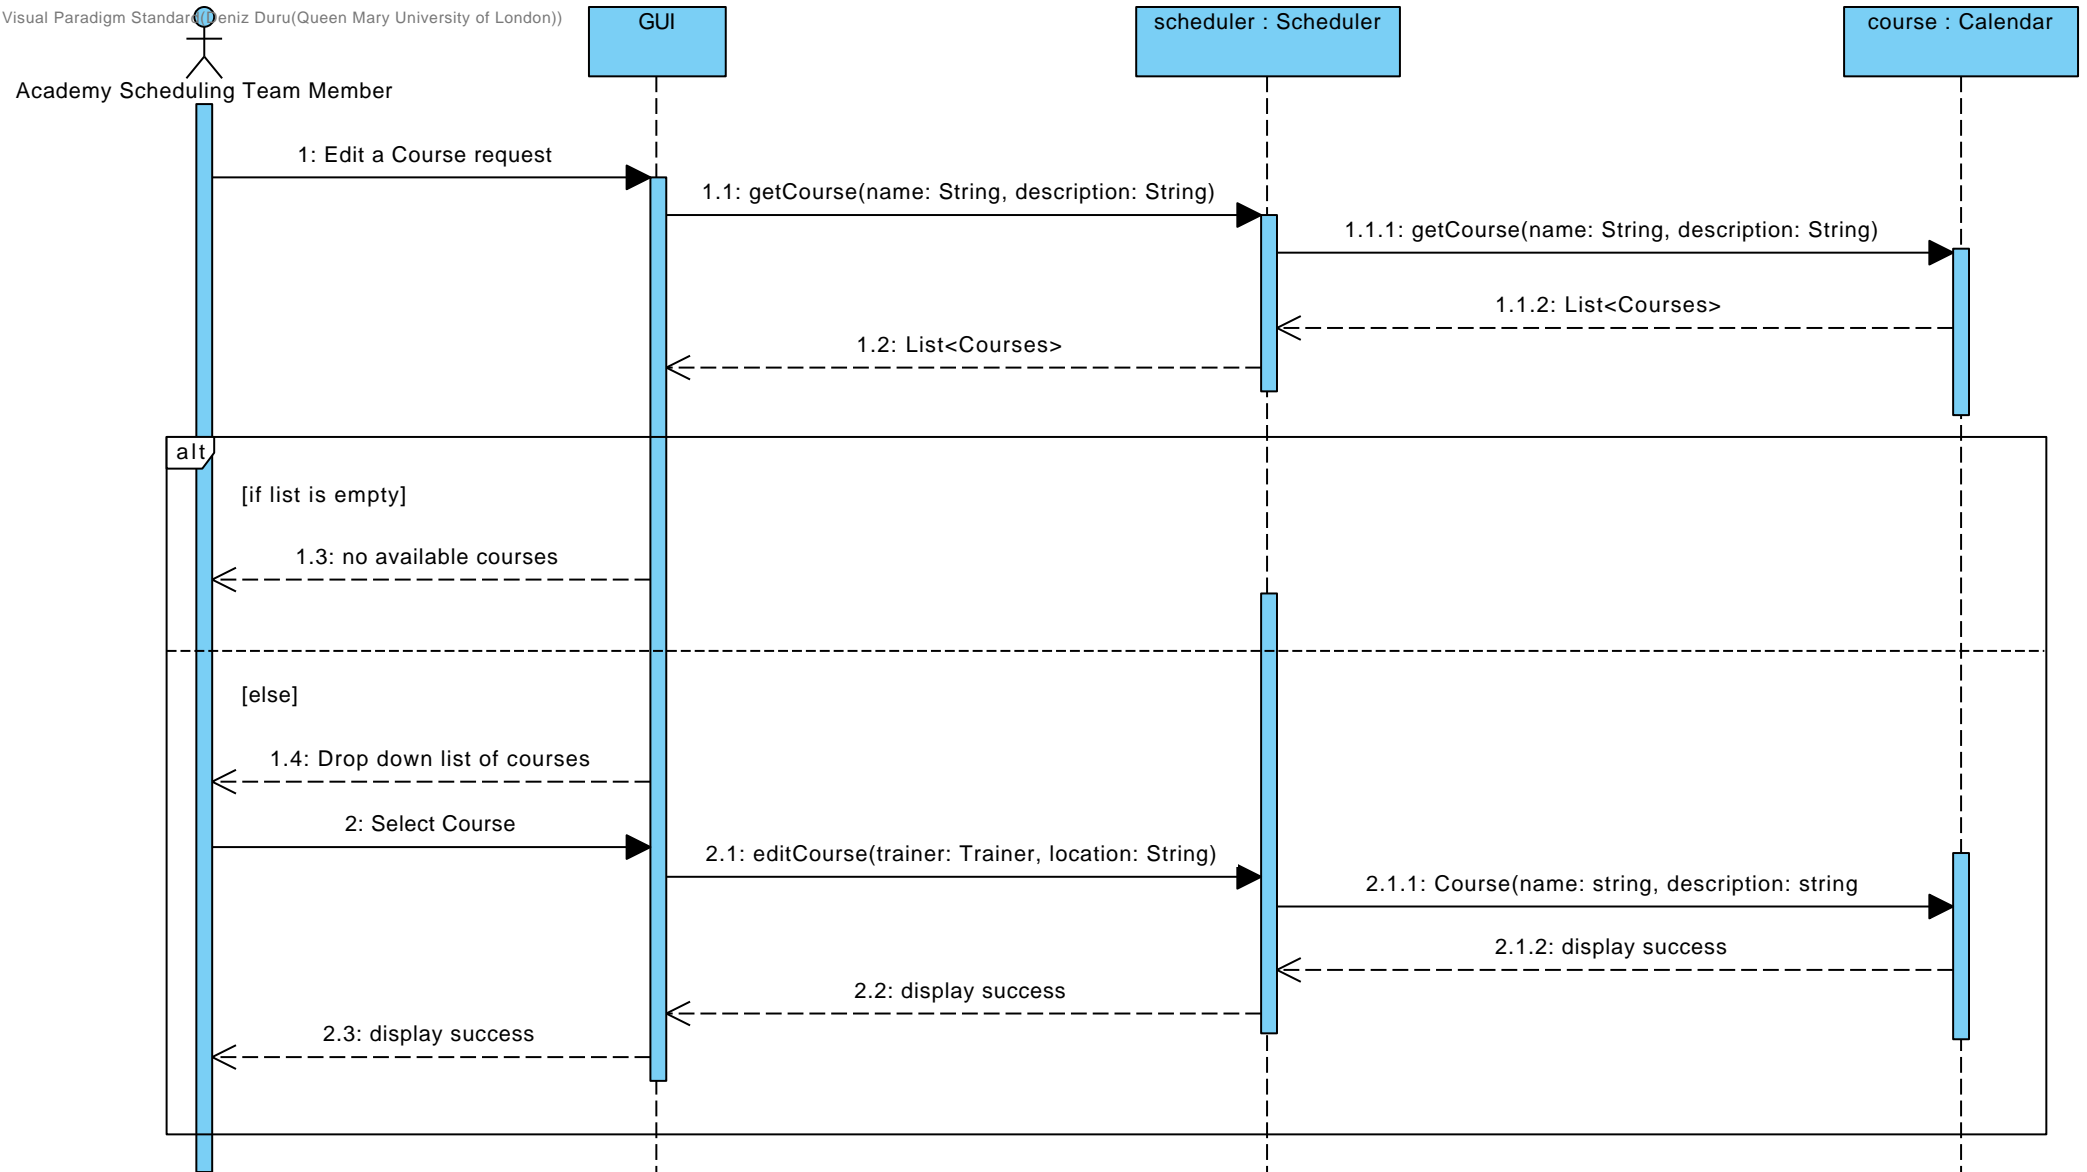 Visual Paradigm Standard(Deniz Duru(Queen Mary University of London))
GUI
scheduler : Scheduler
course : Calendar
Academy Scheduling Team Member
1: Edit a Course request
1.1: getCourse(name: String, description: String)
1.1.1: getCourse(name: String, description: String)
1.1.2: List<Courses>
1.2: List<Courses>
alt
[if list is empty]
1.3: no available courses
[else]
1.4: Drop down list of courses
2: Select Course
2.1: editCourse(trainer: Trainer, location: String)
2.1.1: Course(name: string, description: string
2.1.2: display success
2.2: display success
2.3: display success